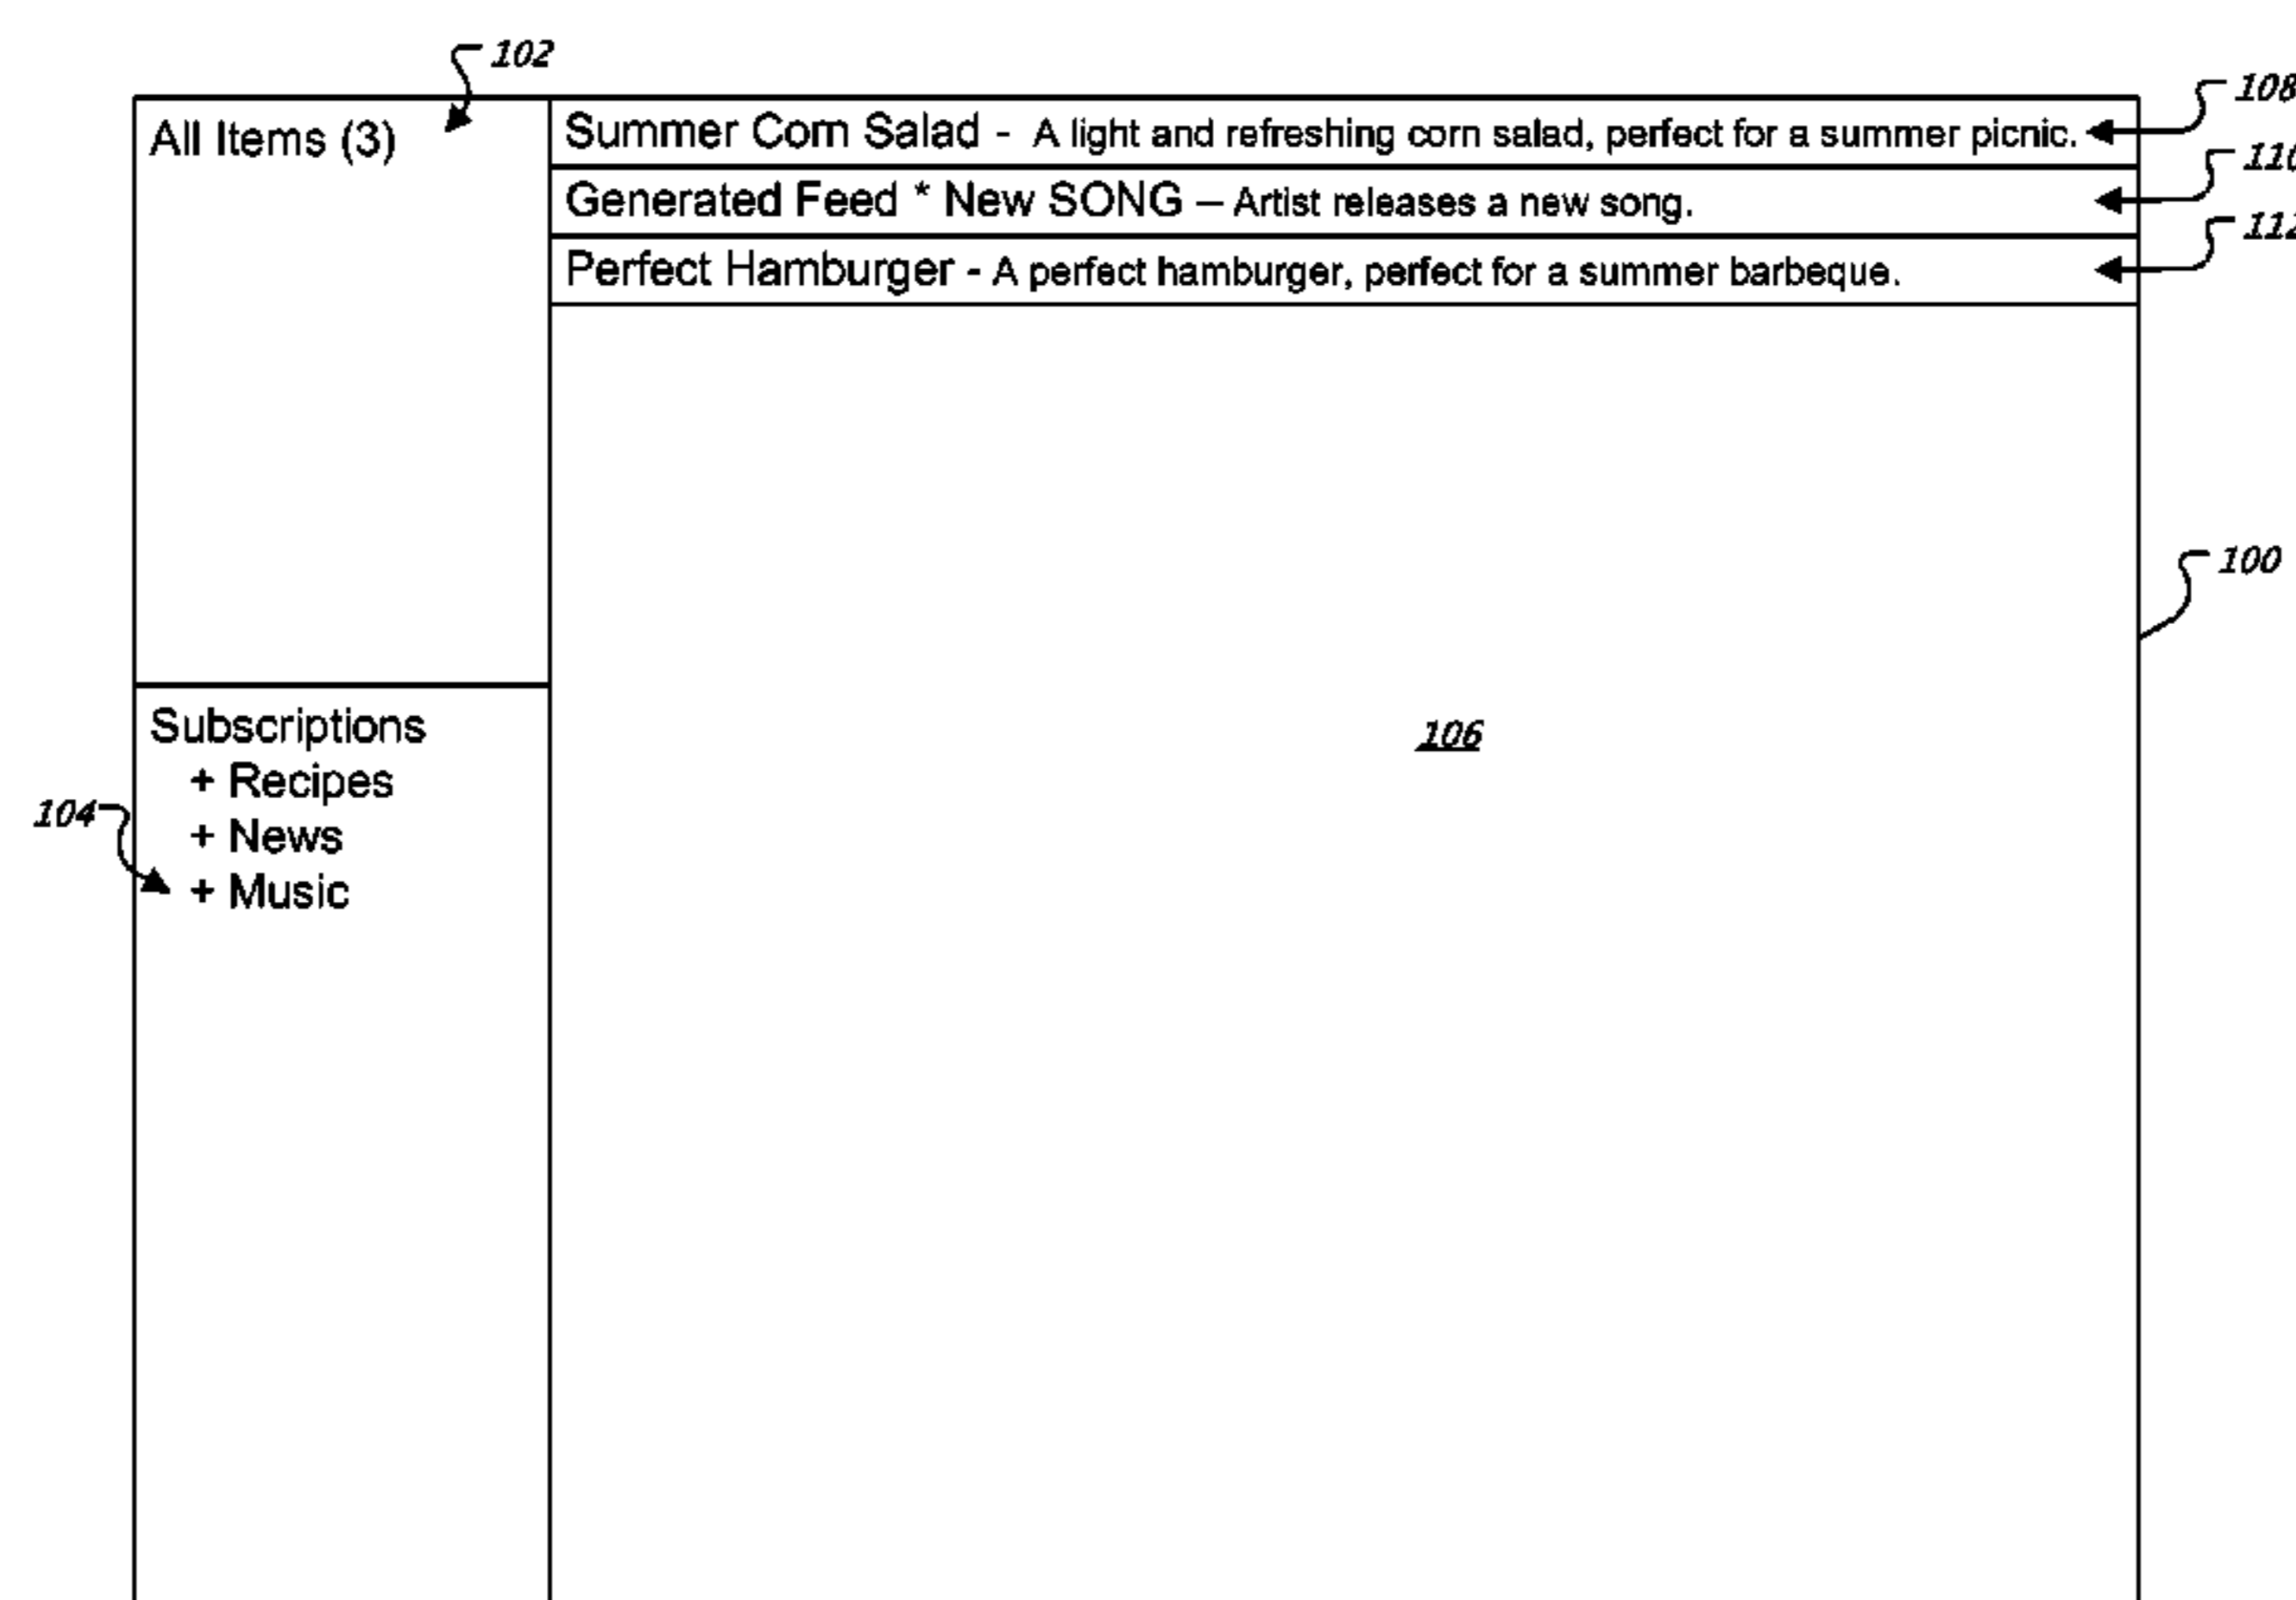 102
108
All Items (3)
Summer Corn Salad - A light and refreshing corn salad, perfect for a summer picnic.
110
Generated Feed * New SONG – Artist releases a new song.
112
Perfect Hamburger - A perfect hamburger, perfect for a summer barbeque.
100
Subscriptions
106
+ Recipes
104
+ News
+ Music